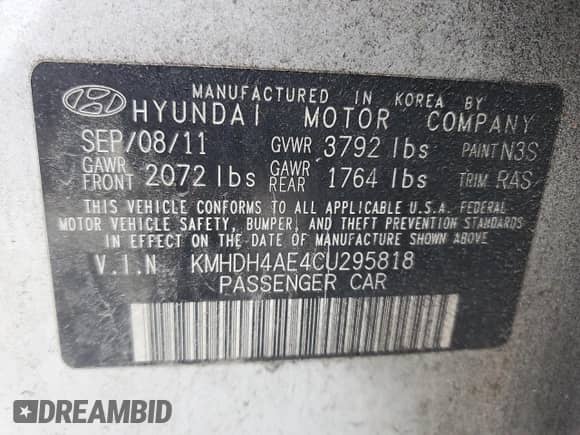 MANUFACTURED IN KOREA BY
HYUNDAI MOTOR COMPANY
SEP/08/11 GVWR 3792 lbs PAINT N3S
GAWR FRONT 2072 lbs GAWR REAR 1764 lbs TRIM RAS
THIS VEHICLE CONFORMS TO ALL APPLICABLE U.S.A. FEDERAL
MOTOR VEHICLE SAFETY, BUMPER, AND THEFT PREVENTION STANDARDS
IN EFFECT ON THE DATE OF MANUFACTURE SHOWN ABOVE.
V.I.N KMHDH4AE4CU295818
PASSENGER CAR
DREAMBID